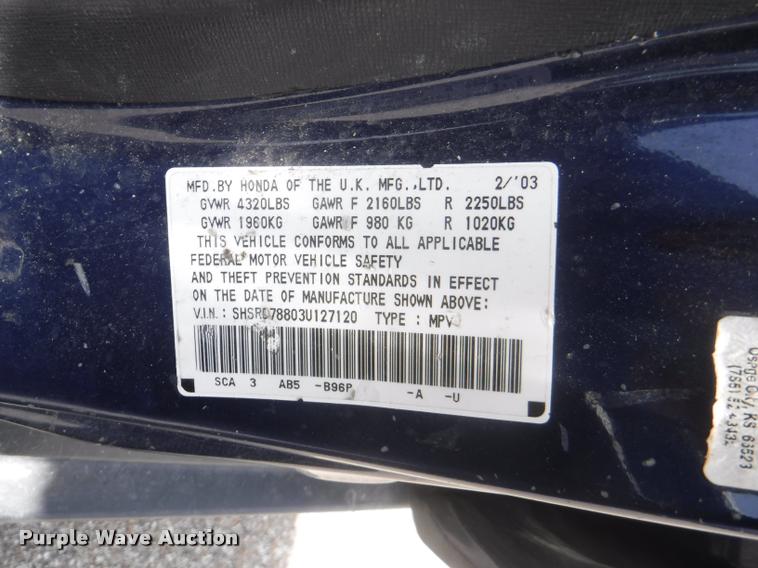 MFD.BY HONDA OF THE U.K. MFG.,LTD. 2/'03
GVWR 4320LBS GAWR F 2160LBS R 2250LBS
GVWR 1960KG GAWR F 980 KG R 1020KG
THIS VEHICLE CONFORMS TO ALL APPLICABLE
FEDERAL MOTOR VEHICLE SAFETY
AND THEFT PREVENTION STANDARDS IN EFFECT
ON THE DATE OF MANUFACTURE SHOWN ABOVE:
V.I.N.: SHSRD78803U127120 TYPE : MPV
SCA 3 AB5 -B96P -A -U
KS 63523
Purple Wave Auction